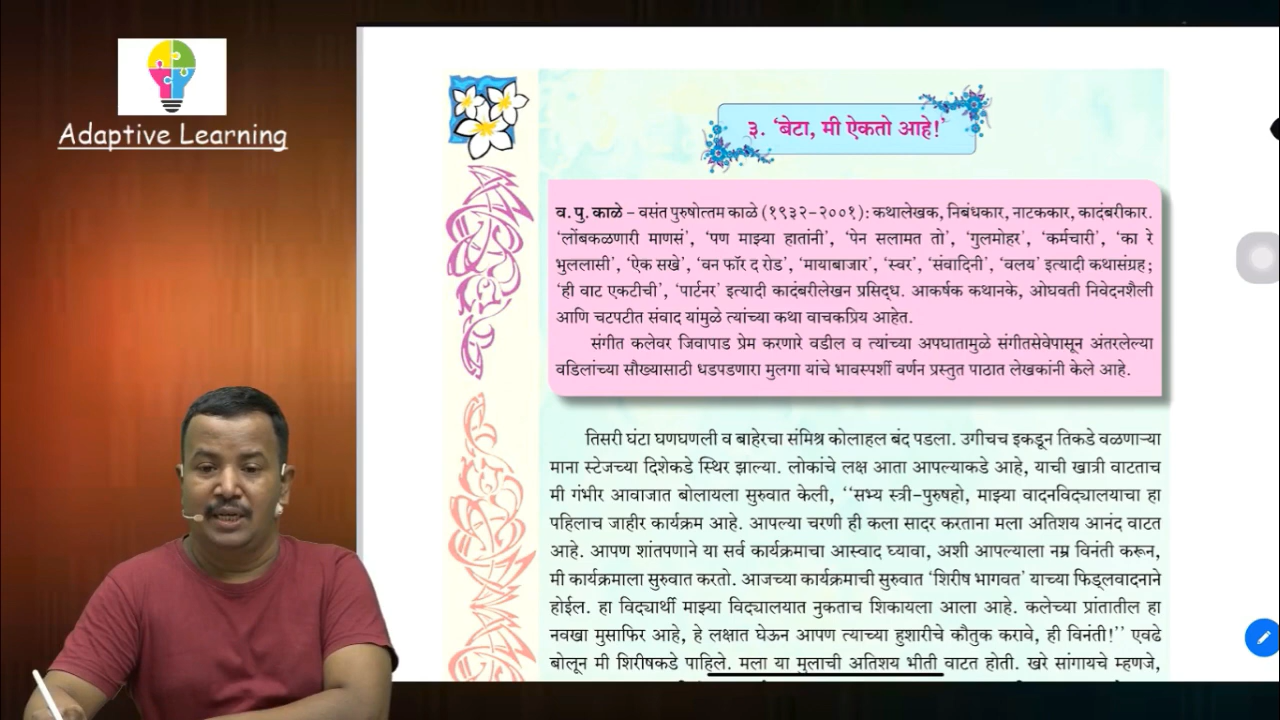 Adaptive Learning
३. ‘बेटा, मी ऐकतो आहे!’
व. पु. काळे – वसंत पुरुषोत्तम काळे (१९३२-२००१) : कथालेखक, निबंधकार, नाटककार, कादंबरीकार.
‘लोंबकळणारी माणसं’, ‘पण माझ्या हातांनी’, ‘पेन सलामत तो’, ‘गुलमोहर’, ‘कर्मचारी’, ‘का रे
भुललासी’, ‘ऐक सखे’, ‘वन फॉर द रोड’, ‘मायाबाजार’, ‘स्वर’, ‘संवादिनी’, ‘वलय’ इत्यादी कथासंग्रह;
‘ही वाट एकटीची’, ‘पार्टनर’ इत्यादी कादंबरीलेखन प्रसिद्ध. आकर्षक कथानके, ओघवती निवेदनशैली
आणि चटपटीत संवाद यांमुळे त्यांच्या कथा वाचकप्रिय आहेत.
संगीत कलेवर जिवापाड प्रेम करणारे वडील व त्यांच्या अपघातामुळे संगीतसेवेपासून अंतरलेल्या
वडिलांच्या सौख्यासाठी धडपडणारा मुलगा यांचे भावस्पर्शी वर्णन प्रस्तुत पाठात लेखकांनी केले आहे.
तिसरी घंटा घणघणली व बाहेरचा संमिश्र कोलाहल बंद पडला. उगीचच इकडून तिकडे वळणाऱ्या
माना स्टेजच्या दिशेकडे स्थिर झाल्या. लोकांचे लक्ष आता आपल्याकडे आहे, याची खात्री वाटताच
मी गंभीर आवाजात बोलायला सुरुवात केली, ‘‘सभ्य स्त्री-पुरुषहो, माझ्या वादनविद्यालयाचा हा
पहिलाच जाहीर कार्यक्रम आहे. आपल्या चरणी ही कला सादर करताना मला अतिशय आनंद वाटत
आहे. आपण शांतपणाने या सर्व कार्यक्रमाचा आस्वाद घ्यावा, अशी आपल्याला नम्र विनंती करून,
मी कार्यक्रमाला सुरुवात करतो. आजच्या कार्यक्रमाची सुरुवात ‘शिरीष भागवत’ याच्या फिड्लवादनाने
होईल. हा विद्यार्थी माझ्या विद्यालयात नुकताच शिकायला आला आहे. कलेच्या प्रांतातील हा
नवखा मुसाफिर आहे, हे लक्षात घेऊन आपण त्याच्या हुशारीचे कौतुक करावे, ही विनंती!’’ एवढे
बोलून मी शिरीषकडे पाहिले. मला या मुलाची अतिशय भीती वाटत होती. खरे सांगायचे म्हणजे,